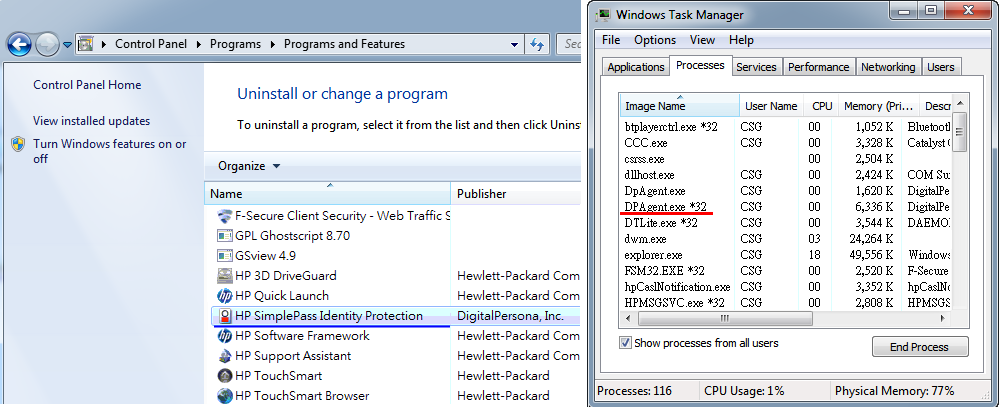 Control Panel ▸ Programs ▸ Programs and Features
Sea
Control Panel Home
View installed updates
Turn Windows features on or
off
Uninstall or change a program
To uninstall a program, select it from the list and then click Unins
Organize
Name Publisher
F-Secure Client Security - Web Traffic S
GPL Ghostscript 8.70
GSview 4.9
HP 3D DriveGuard Hewlett-Packard Com
HP Quick Launch Hewlett-Packard Com
HP SimplePass Identity Protection DigitalPersona, Inc.
HP Software Framework Hewlett-Packard Com
HP Support Assistant Hewlett-Packard Com
HP TouchSmart Hewlett-Packard
HP TouchSmart Browser Hewlett-Packard
Windows Task Manager
File Options View Help
Applications Processes Services Performance Networking Users
Image Name User Name CPU Memory (Pri... Descr
btplayerctrl.exe *32 CSG 00 1,052 K Bluetoot
CCC.exe CSG 00 3,328 K Catalyst C
csrss.exe 00 2,504 K
dllhost.exe CSG 00 2,424 K COM Su
DpAgent.exe CSG 00 1,620 K DigitalPe
DPAgent.exe *32 CSG 00 6,336 K DigitalPe
DTLite.exe *32 CSG 00 3,544 K DAEMO
dwm.exe CSG 03 24,264 K
explorer.exe CSG 18 49,556 K Windows
FSM32.EXE *32 CSG 00 2,520 K F-Secure
hpCaslNotification.exe CSG 00 3,352 K hpCaslN
HPMSGSVC.exe *32 CSG 00 2,808 K HPMSGS
Show processes from all users
End Process
Processes: 116 CPU Usage: 1% Physical Memory: 77%